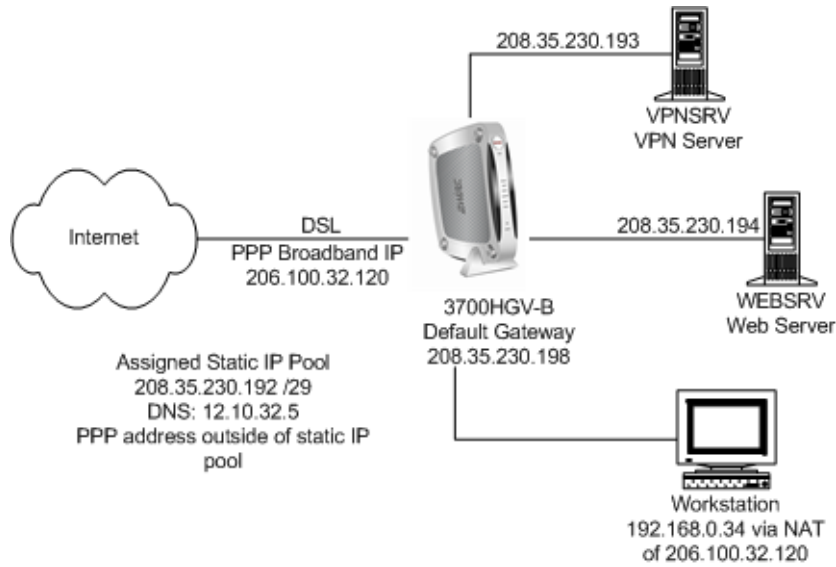 208.35.230.193
VPNSRV
VPN Server
Internet
DSL
PPP Broadband IP
206.100.32.120
208.35.230.194
WEBSRV
Web Server
3700HGV-B
Default Gateway
208.35.230.198
Assigned Static IP Pool
208.35.230.192 /29
DNS: 12.10.32.5
PPP address outside of static IP
pool
Workstation
192.168.0.34 via NAT
of 206.100.32.120